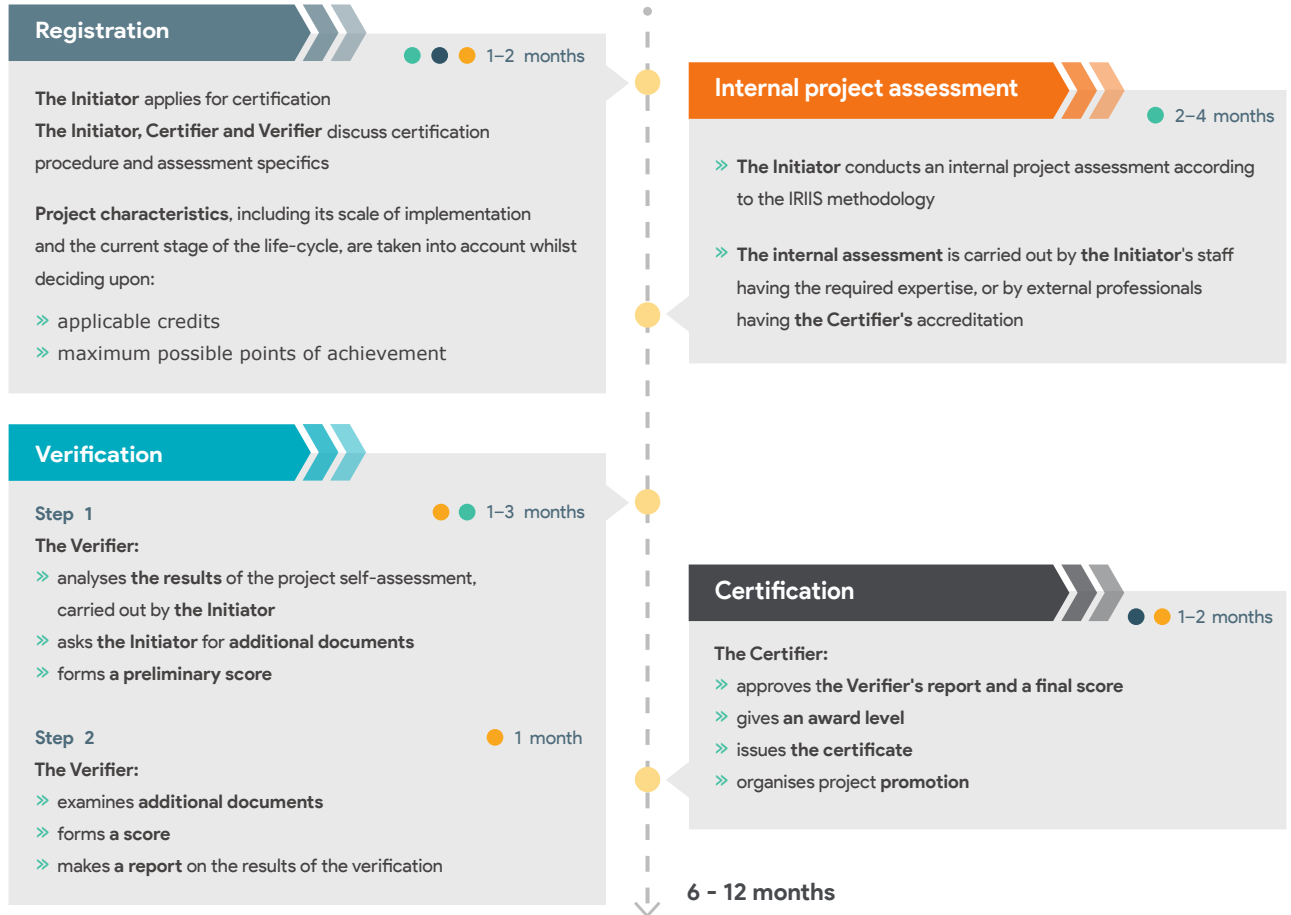 Registration
1–2 months
The Initiator applies for certification
The Initiator, Certifier and Verifier discuss certification
procedure and assessment specifics
Project characteristics, including its scale of implementation
and the current stage of the life-cycle, are taken into account whilst
deciding upon:
» applicable credits
» maximum possible points of achievement
Internal project assessment
2–4 months
» The Initiator conducts an internal project assessment according
to the IRIIS methodology
» The internal assessment is carried out by the Initiator's staff
having the required expertise, or by external professionals
having the Certifier's accreditation
Verification
Step 1
1–3 months
The Verifier:
» analyses the results of the project self-assessment,
carried out by the Initiator
» asks the Initiator for additional documents
» forms a preliminary score
Step 2
1 month
The Verifier:
» examines additional documents
» forms a score
» makes a report on the results of the verification
Certification
1–2 months
The Certifier:
» approves the Verifier's report and a final score
» gives an award level
» issues the certificate
» organises project promotion
6 - 12 months